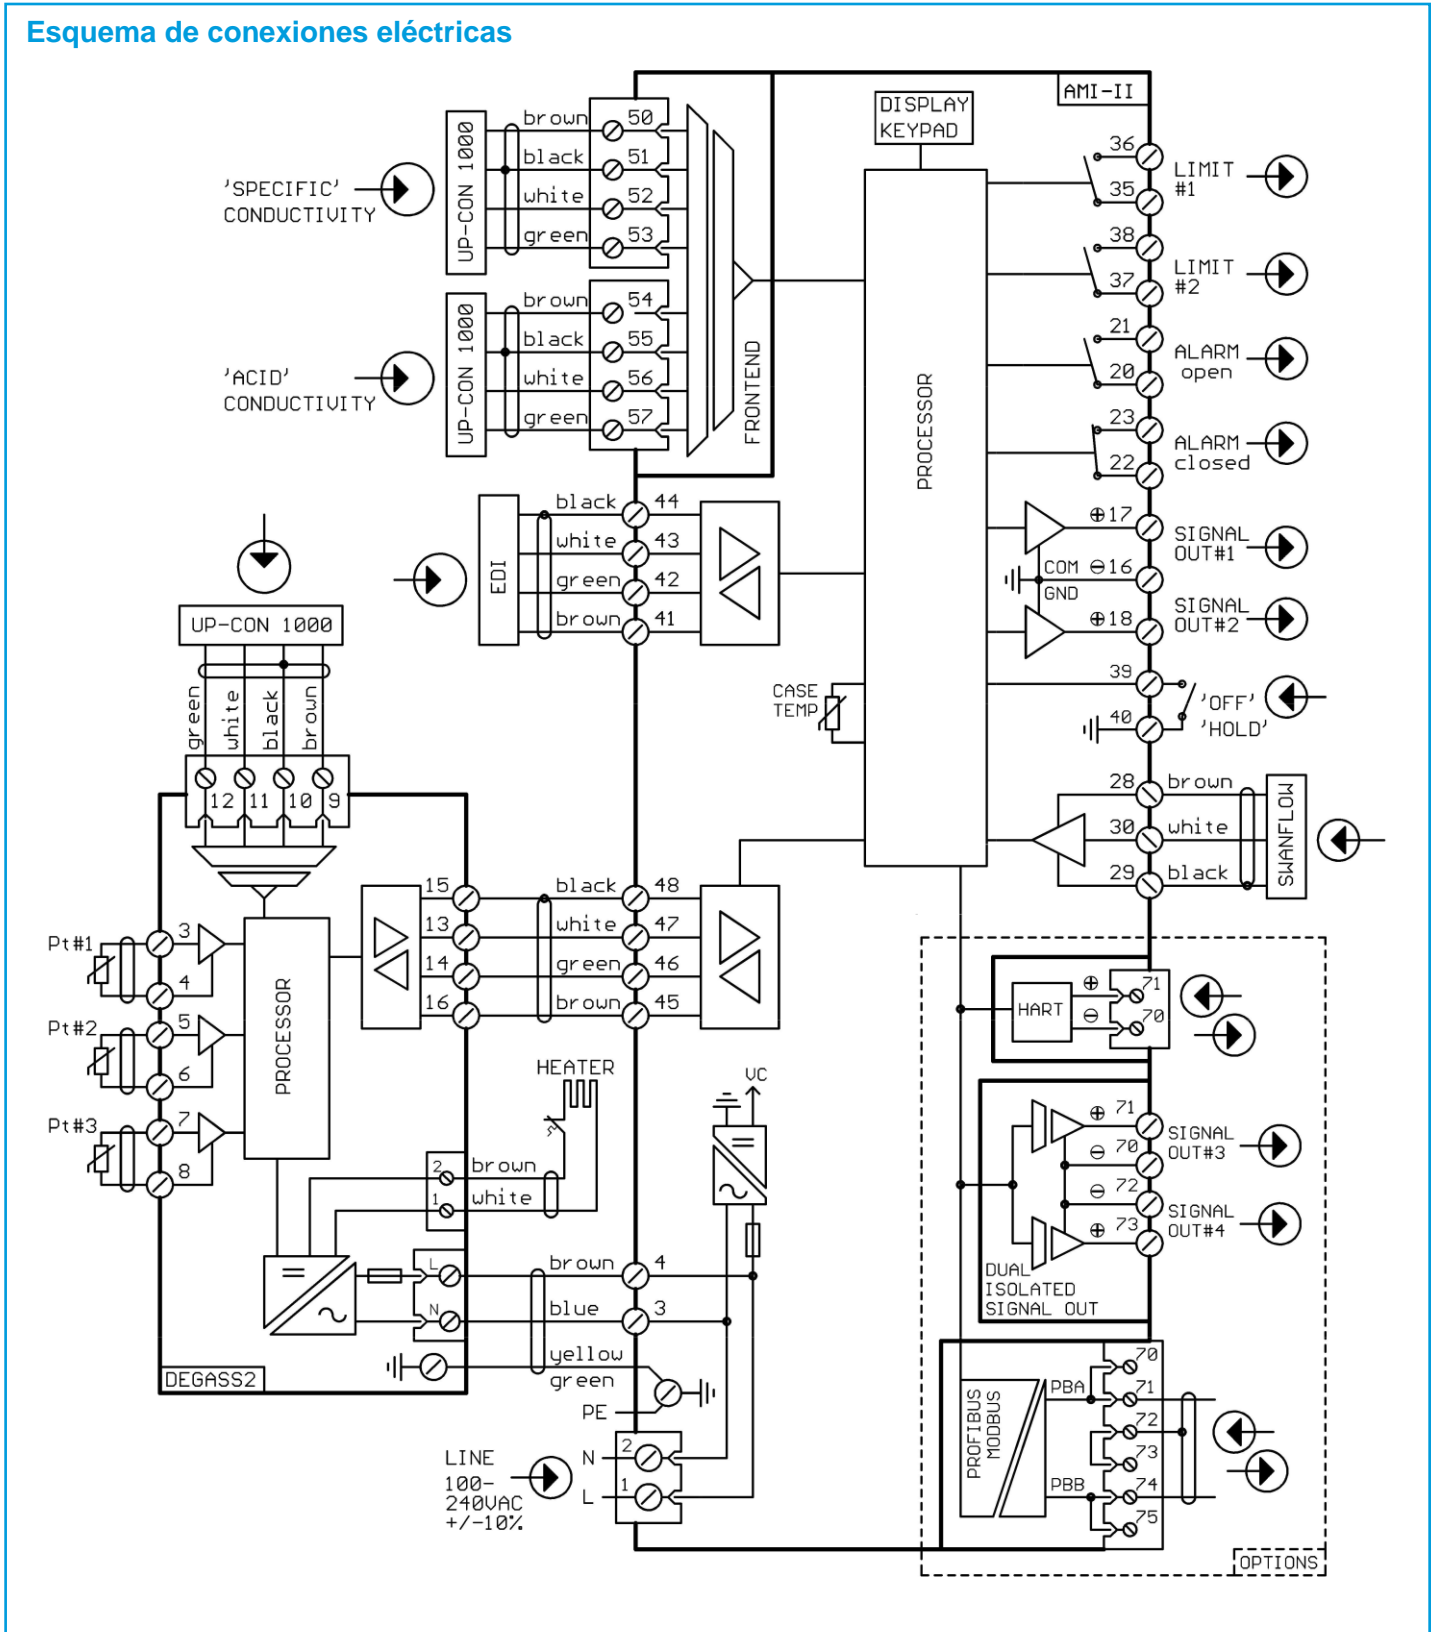 Esquema de conexiones eléctricas
AMI-II
DISPLAY
KEYPAD
UP-CON 1000
'SPECIFIC'
CONDUCTIVITY
brown 50
black 51
white 52
green 53
UP-CON 1000
'ACID'
CONDUCTIVITY
brown 54
black 55
white 56
green 57
FRONTEND
PROCESSOR
36
35
LIMIT
#1
38
37
LIMIT
#2
21
20
ALARM
open
23
22
ALARM
closed
17
SIGNAL
OUT#1
COM 16
GND
18
SIGNAL
OUT#2
EDI
black 44
white 43
green 42
brown 41
CASE
TEMP
39
40
'OFF'
'HOLD'
28 brown
30 white
29 black
SWANFLOW
UP-CON 1000
green
white
black
brown
12 11 10 9
15 black 48
13 white 47
14 green 46
16 brown 45
Pt#1
3
4
Pt#2
5
6
Pt#3
7
8
PROCESSOR
HEATER
2 brown
1 white
VC
L brown 4
N blue 3
yellow
green
PE
DEGASS2
LINE
100-
240VAC
+/-10%
N 2
L 1
HART
71
70
71
70
SIGNAL
OUT#3
72
73
SIGNAL
OUT#4
DUAL
ISOLATED
SIGNAL OUT
PROFIBUS
MODBUS
PBA
PBB
70
71
72
73
74
75
OPTIONS